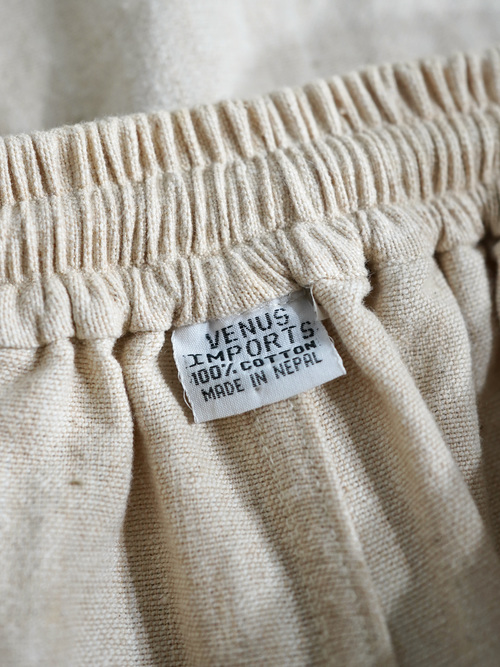 VENUS
IMPORTS
100% COTTON
MADE IN NEPAL